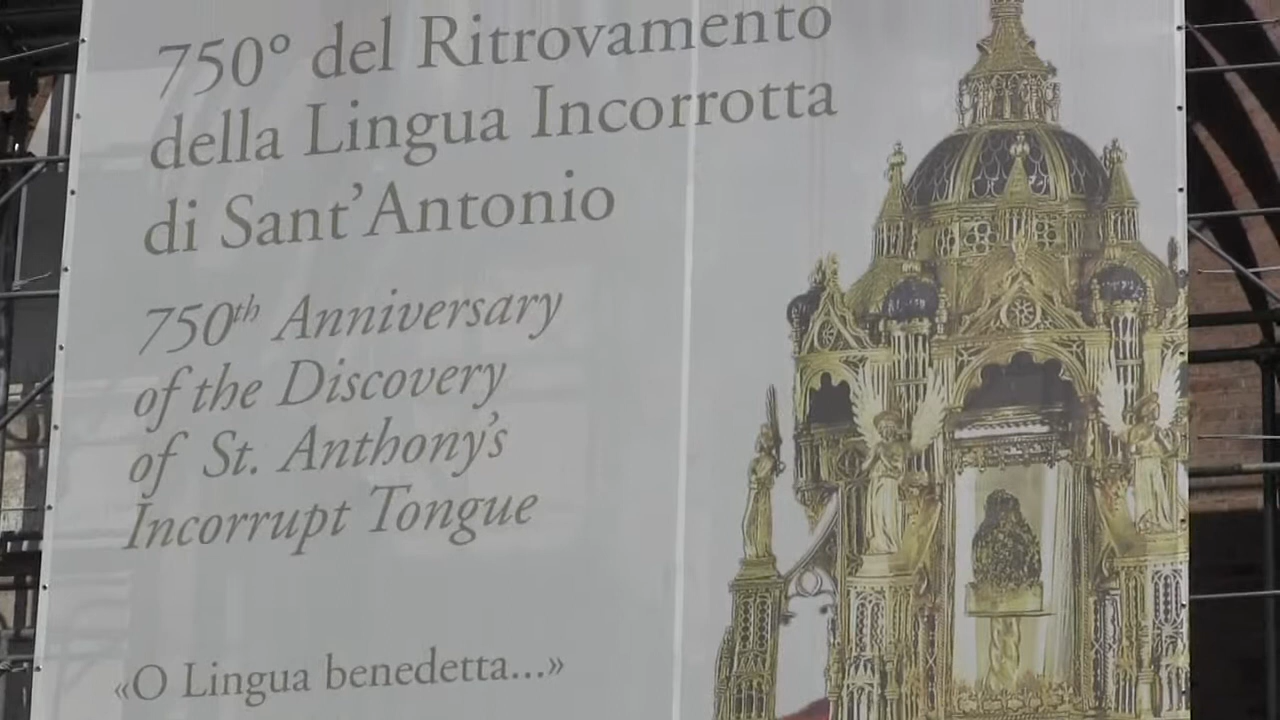 750° del Ritrovamento
della Lingua Incorrotta
di Sant'Antonio
750th Anniversary
of the Discovery
of St. Anthony's
Incorrupt Tongue
«O Lingua benedetta...»